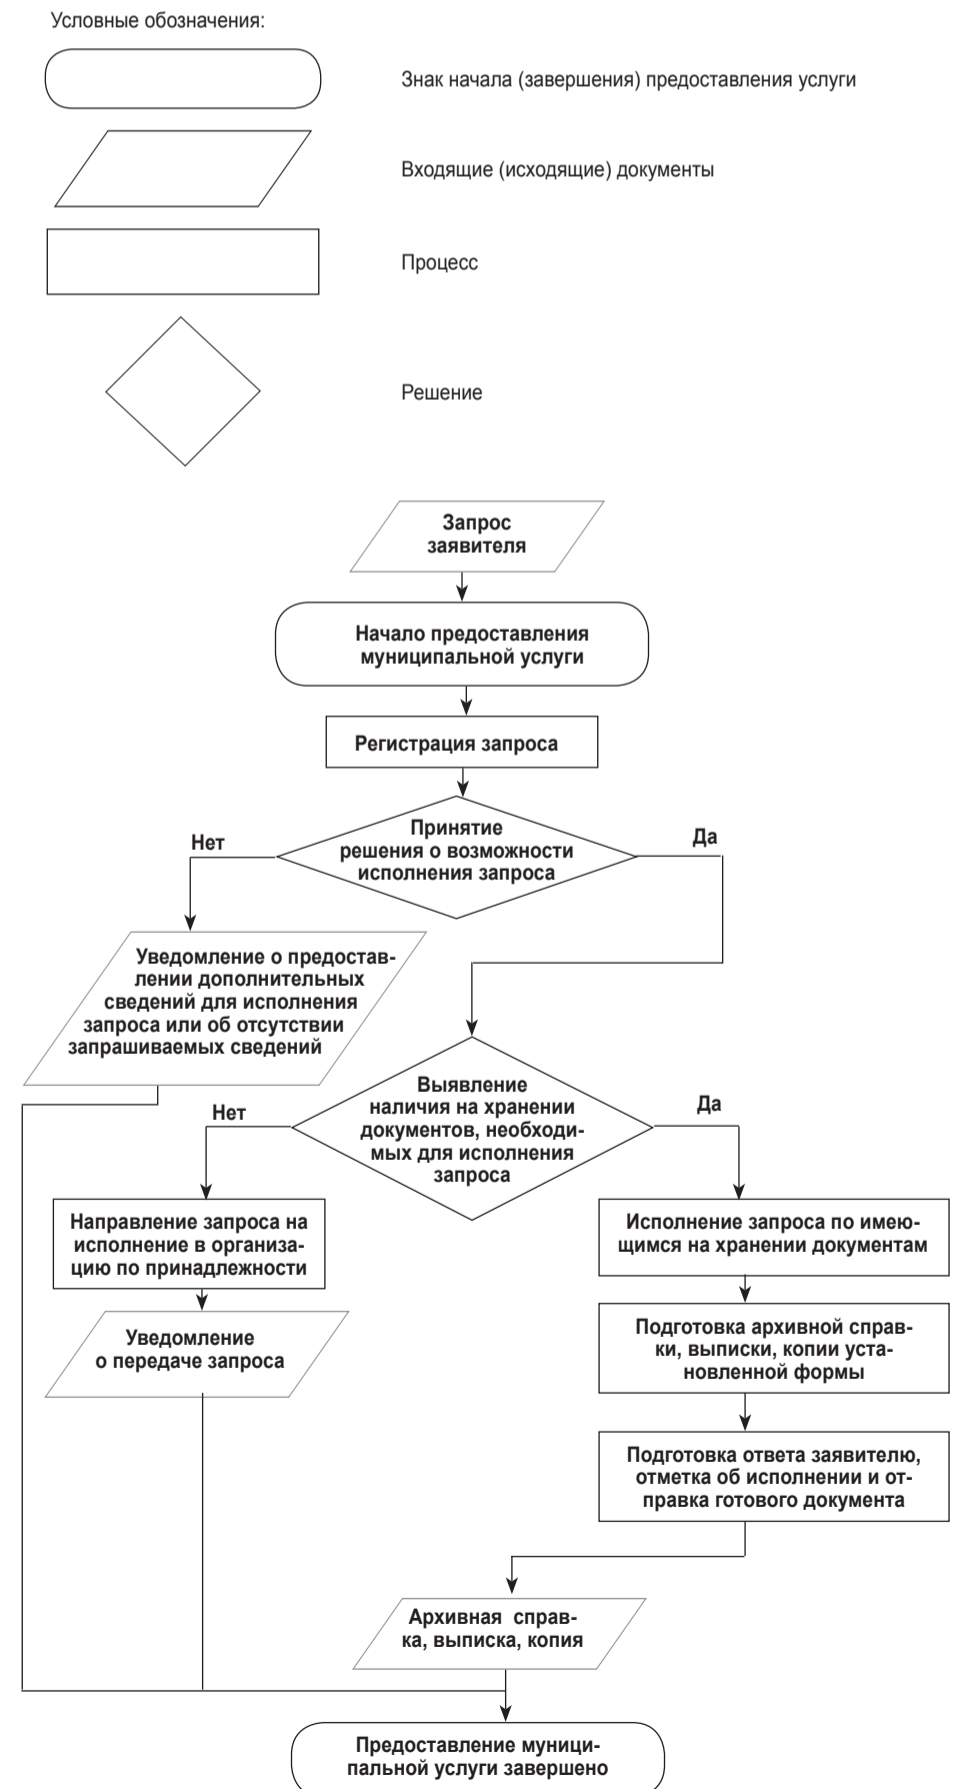 Условные обозначения:
Знак начала (завершения) предоставления услуги
Входящие (исходящие) документы
Процесс
Решение
Запрос
заявителя
Начало предоставления
муниципальной услуги
Регистрация запроса
Принятие
решения о возможности
исполнения запроса
Нет
Да
Уведомление о предостав-
лении дополнительных
сведений для исполнения
запроса или об отсутствии
запрашиваемых сведений
Выявление
наличия на хранении
документов, необходи-
мых для исполнения
запроса
Нет
Да
Направление запроса на
исполнение в организа-
цию по принадлежности
Уведомление
о передаче запроса
Исполнение запроса по имею-
щимся на хранении документам
Подготовка архивной справ-
ки, выписки, копии уста-
новленной формы
Подготовка ответа заявителю,
отметка об исполнении и от-
правка готового документа
Архивная справ-
ка, выписка, копия
Предоставление муници-
пальной услуги завершено